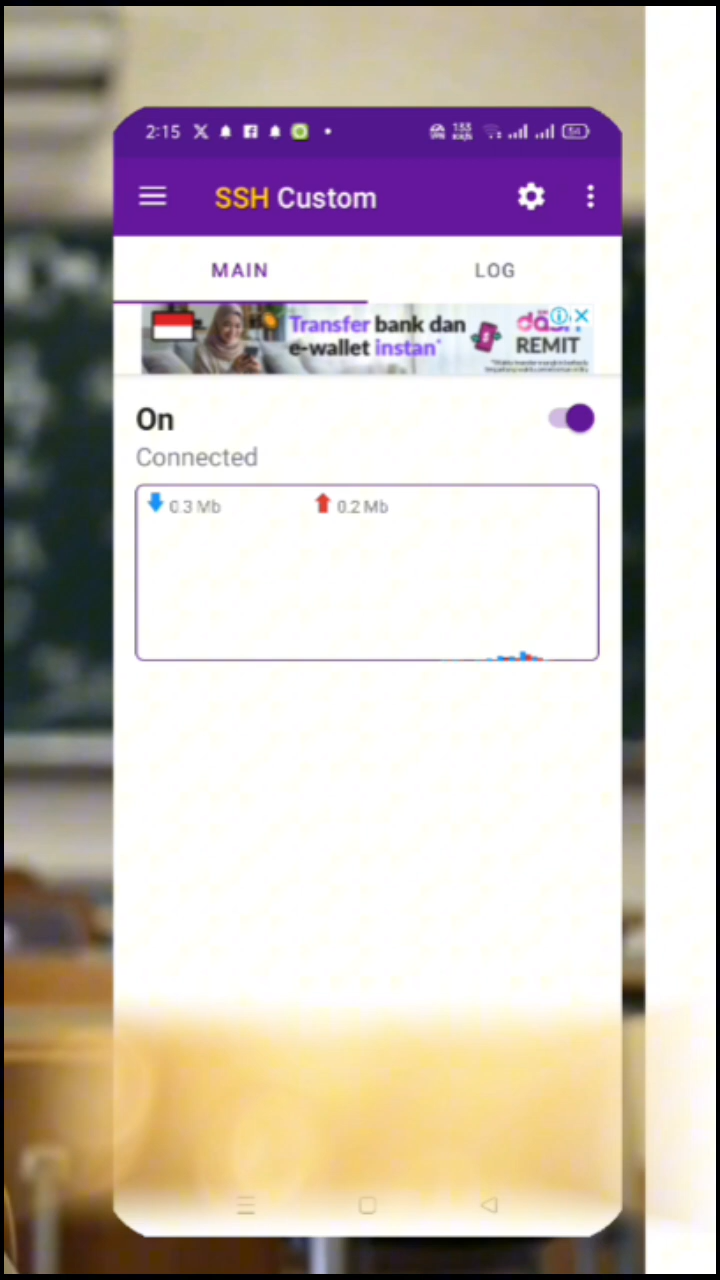 2:15
54
SSH Custom
MAIN
LOG
Transfer bank dan
e-wallet instan*
REMIT
On
Connected
0.3 Mb
0.2 Mb